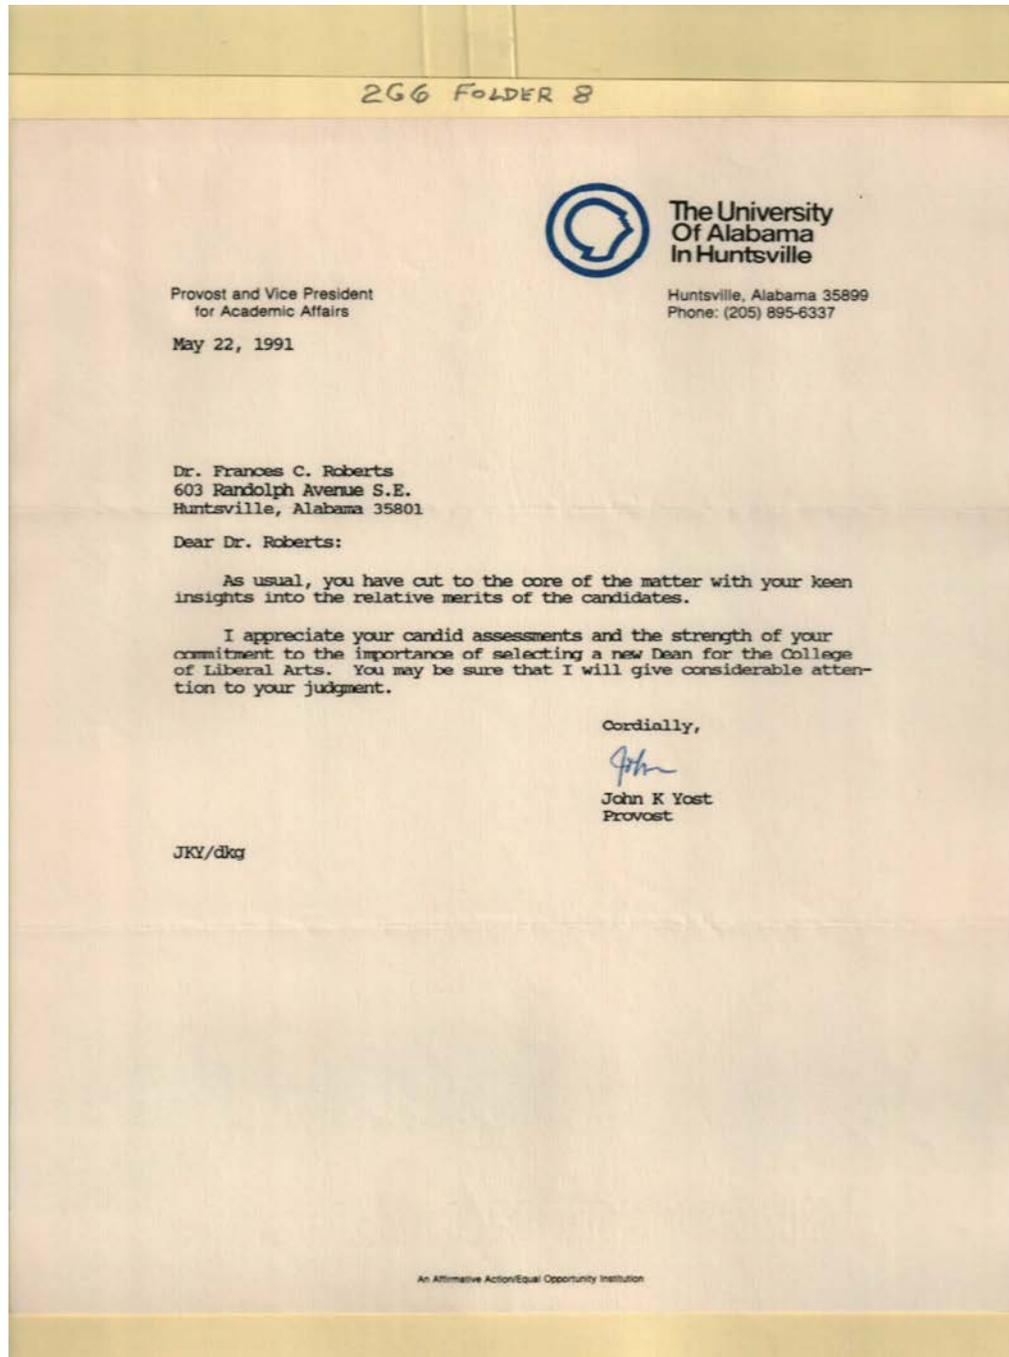 2G6 FOLDER 8
The University
Of Alabama
In Huntsville
Provost and Vice President
for Academic Affairs
Huntsville, Alabama 35899
Phone: (205) 895-6337
May 22, 1991
Dr. Frances C. Roberts
603 Randolph Avenue S.E.
Huntsville, Alabama 35801
Dear Dr. Roberts:
As usual, you have cut to the core of the matter with your keen
insights into the relative merits of the candidates.
I appreciate your candid assessments and the strength of your
commitment to the importance of selecting a new Dean for the College
of Liberal Arts. You may be sure that I will give considerable atten-
tion to your judgment.
Cordially,
John
John K Yost
Provost
JKY/dkg
An Affirmative Action/Equal Opportunity Institution